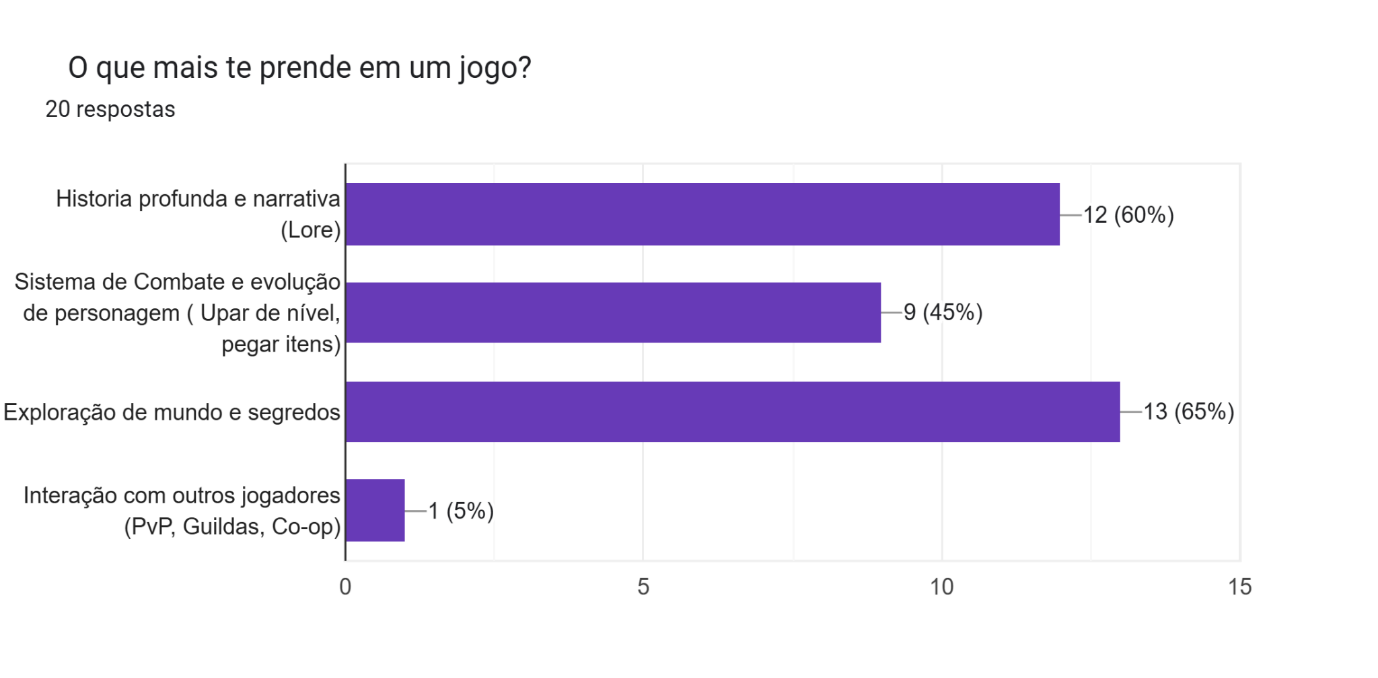 O que mais te prende em um jogo?
20 respostas
Historia profunda e narrativa
(Lore)
12 (60%)
Sistema de Combate e evolução
de personagem ( Upar de nível,
pegar itens)
9 (45%)
Exploração de mundo e segredos
13 (65%)
Interação com outros jogadores
(PvP, Guildas, Co-op)
1 (5%)
0 5 10 15